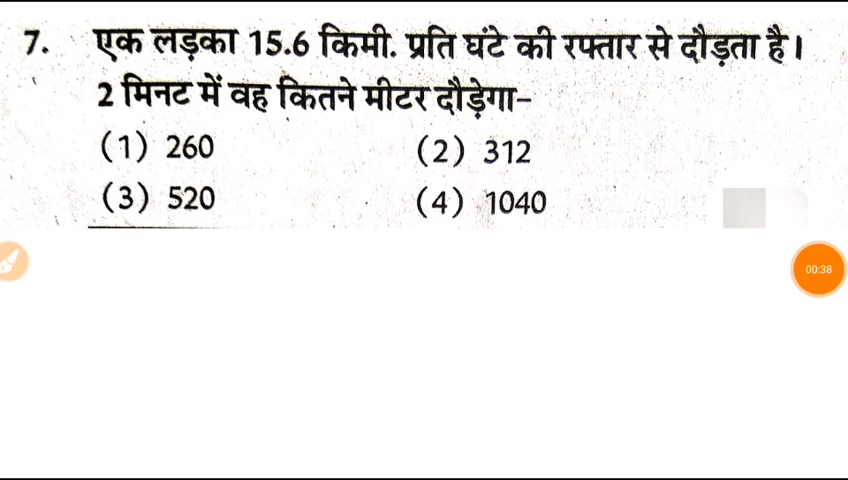 7. एक लड़का 15.6 किमी. प्रति घंटे की रफ्तार से दौड़ता है।
2 मिनट में वह कितने मीटर दौड़ेगा-
(1) 260 (2) 312
(3) 520 (4) 1040
00:38